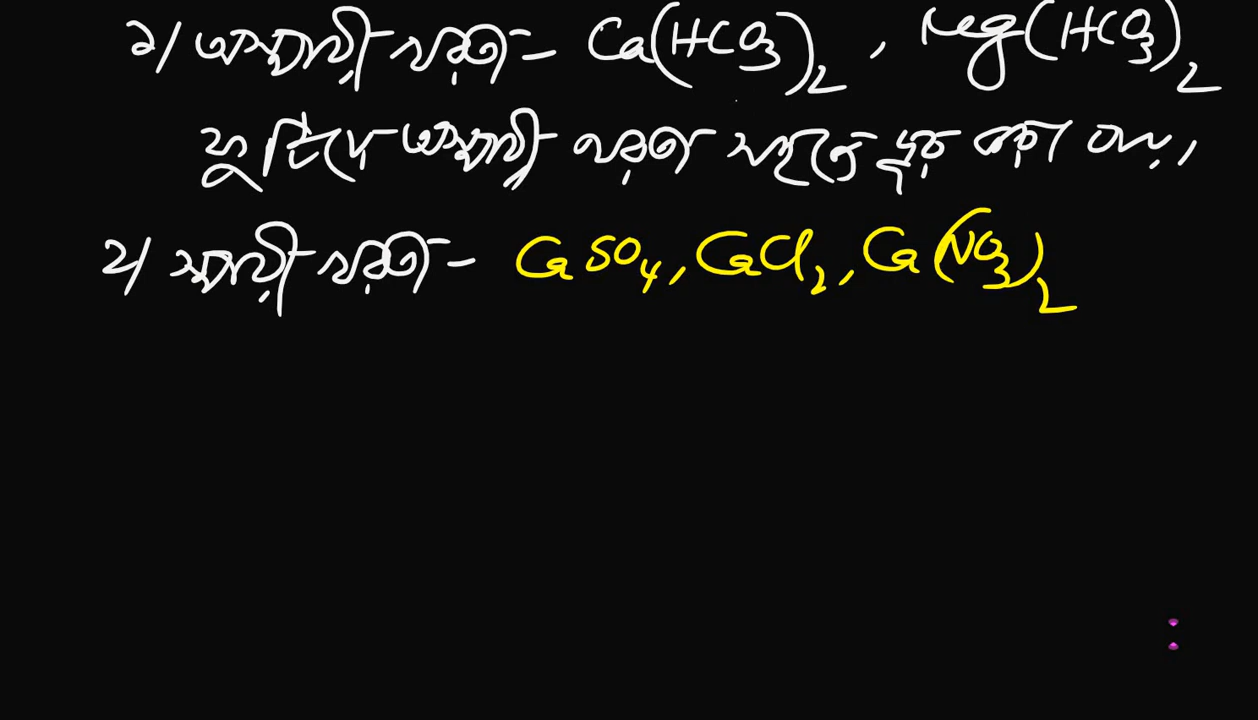 ১। অস্থায়ী খরতা – Ca(HCO₃)₂ , Mg(HCO₃)₂
ফুটিয়ে অস্থায়ী খরতা সহজে দূর করা যায়।
২। স্থায়ী খরতা – CaSO₄, CaCl₂, Ca(NO₃)₂